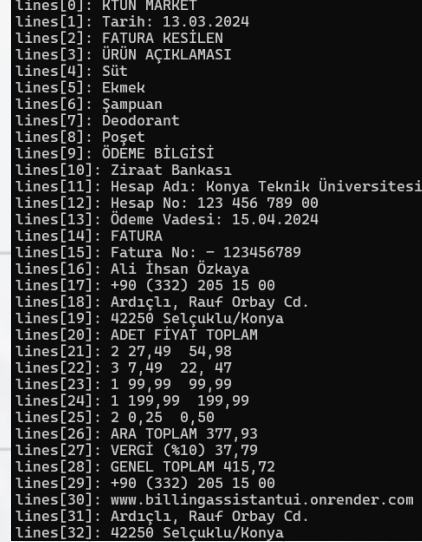 lines[0]: KTÜN MARKET
lines[1]: Tarih: 13.03.2024
lines[2]: FATURA KESİLEN
lines[3]: ÜRÜN AÇIKLAMASI
lines[4]: Süt
lines[5]: Ekmek
lines[6]: Şampuan
lines[7]: Deodorant
lines[8]: Poşet
lines[9]: ÖDEME BİLGİSİ
lines[10]: Ziraat Bankası
lines[11]: Hesap Adı: Konya Teknik Üniversitesi
lines[12]: Hesap No: 123 456 789 00
lines[13]: Ödeme Vadesi: 15.04.2024
lines[14]: FATURA
lines[15]: Fatura No: – 123456789
lines[16]: Ali İhsan Özkaya
lines[17]: +90 (332) 205 15 00
lines[18]: Ardıçlı, Rauf Orbay Cd.
lines[19]: 42250 Selçuklu/Konya
lines[20]: ADET FİYAT TOPLAM
lines[21]: 2 27,49  54,98
lines[22]: 3 7,49  22, 47
lines[23]: 1 99,99  99,99
lines[24]: 1 199,99  199,99
lines[25]: 2 0,25  0,50
lines[26]: ARA TOPLAM 377,93
lines[27]: VERGİ (%10) 37,79
lines[28]: GENEL TOPLAM 415,72
lines[29]: +90 (332) 205 15 00
lines[30]: www.billingassistantui.onrender.com
lines[31]: Ardıçlı, Rauf Orbay Cd.
lines[32]: 42250 Selçuklu/Konya